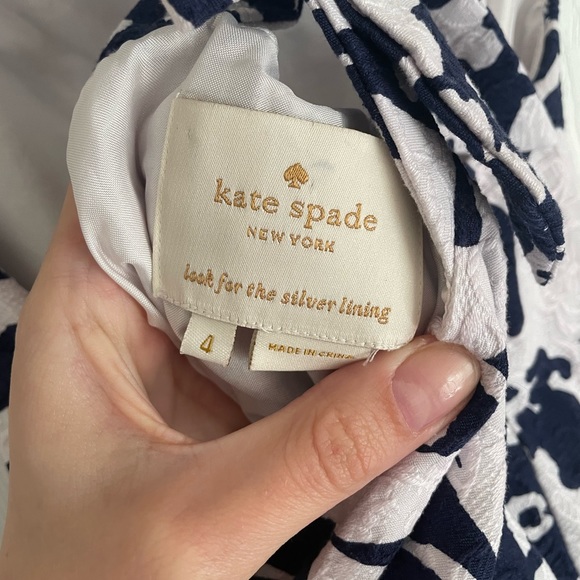 kate spade
NEW YORK
look for the silver lining
4
MADE IN CHINA